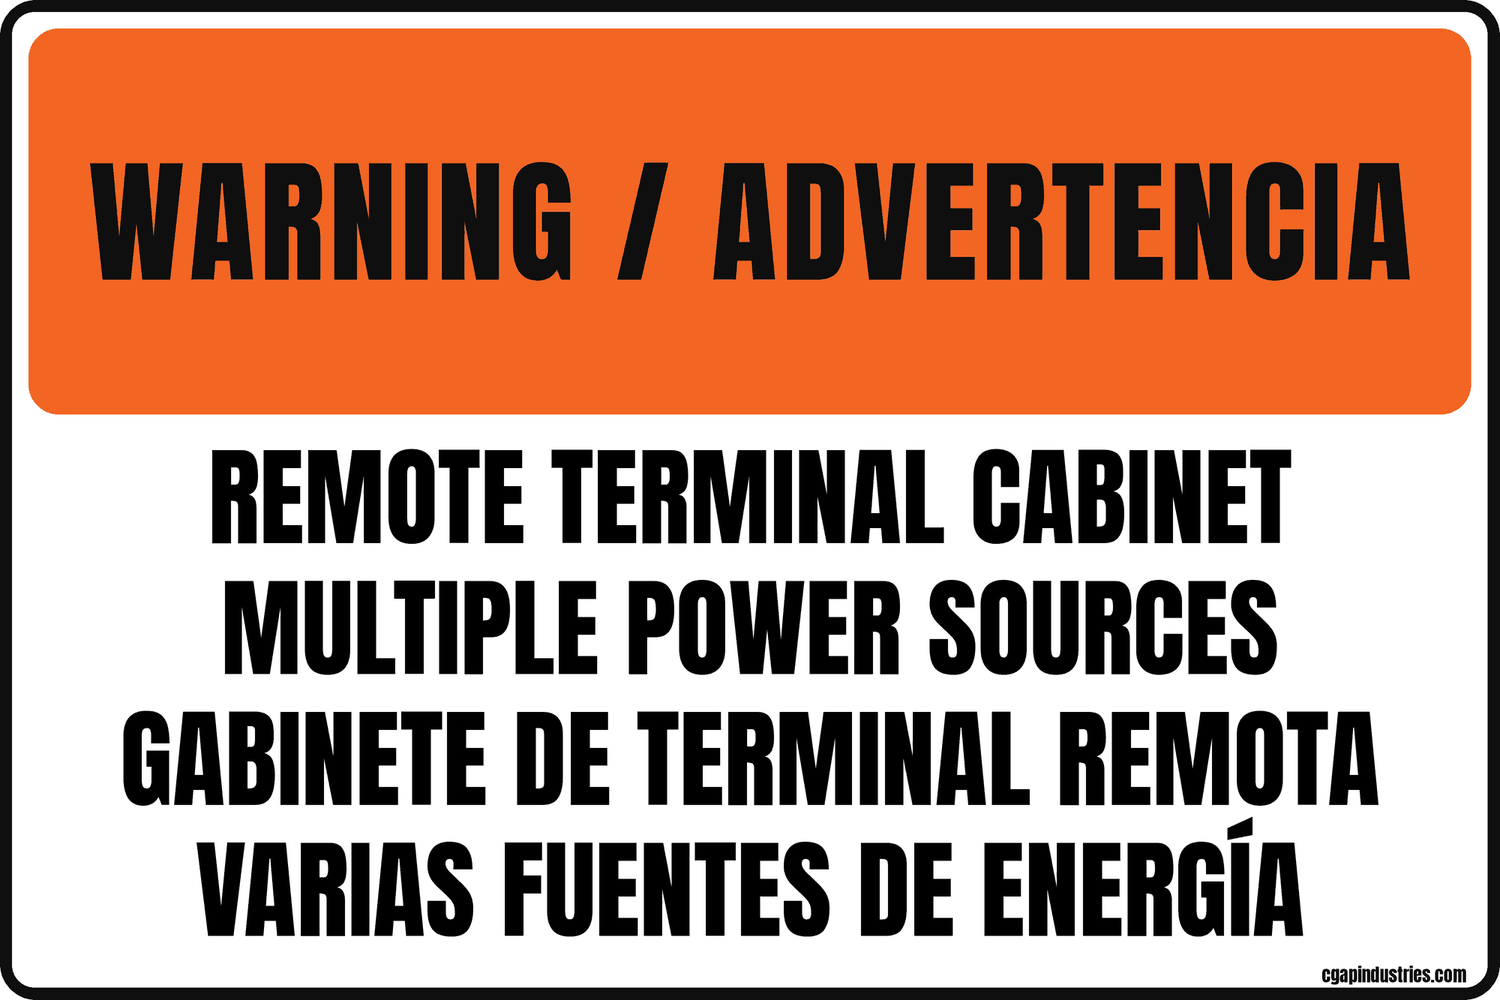 WARNING / ADVERTENCIA
REMOTE TERMINAL CABINET
MULTIPLE POWER SOURCES
GABINETE DE TERMINAL REMOTA
VARIAS FUENTES DE ENERGÍA
cgapindustries.com